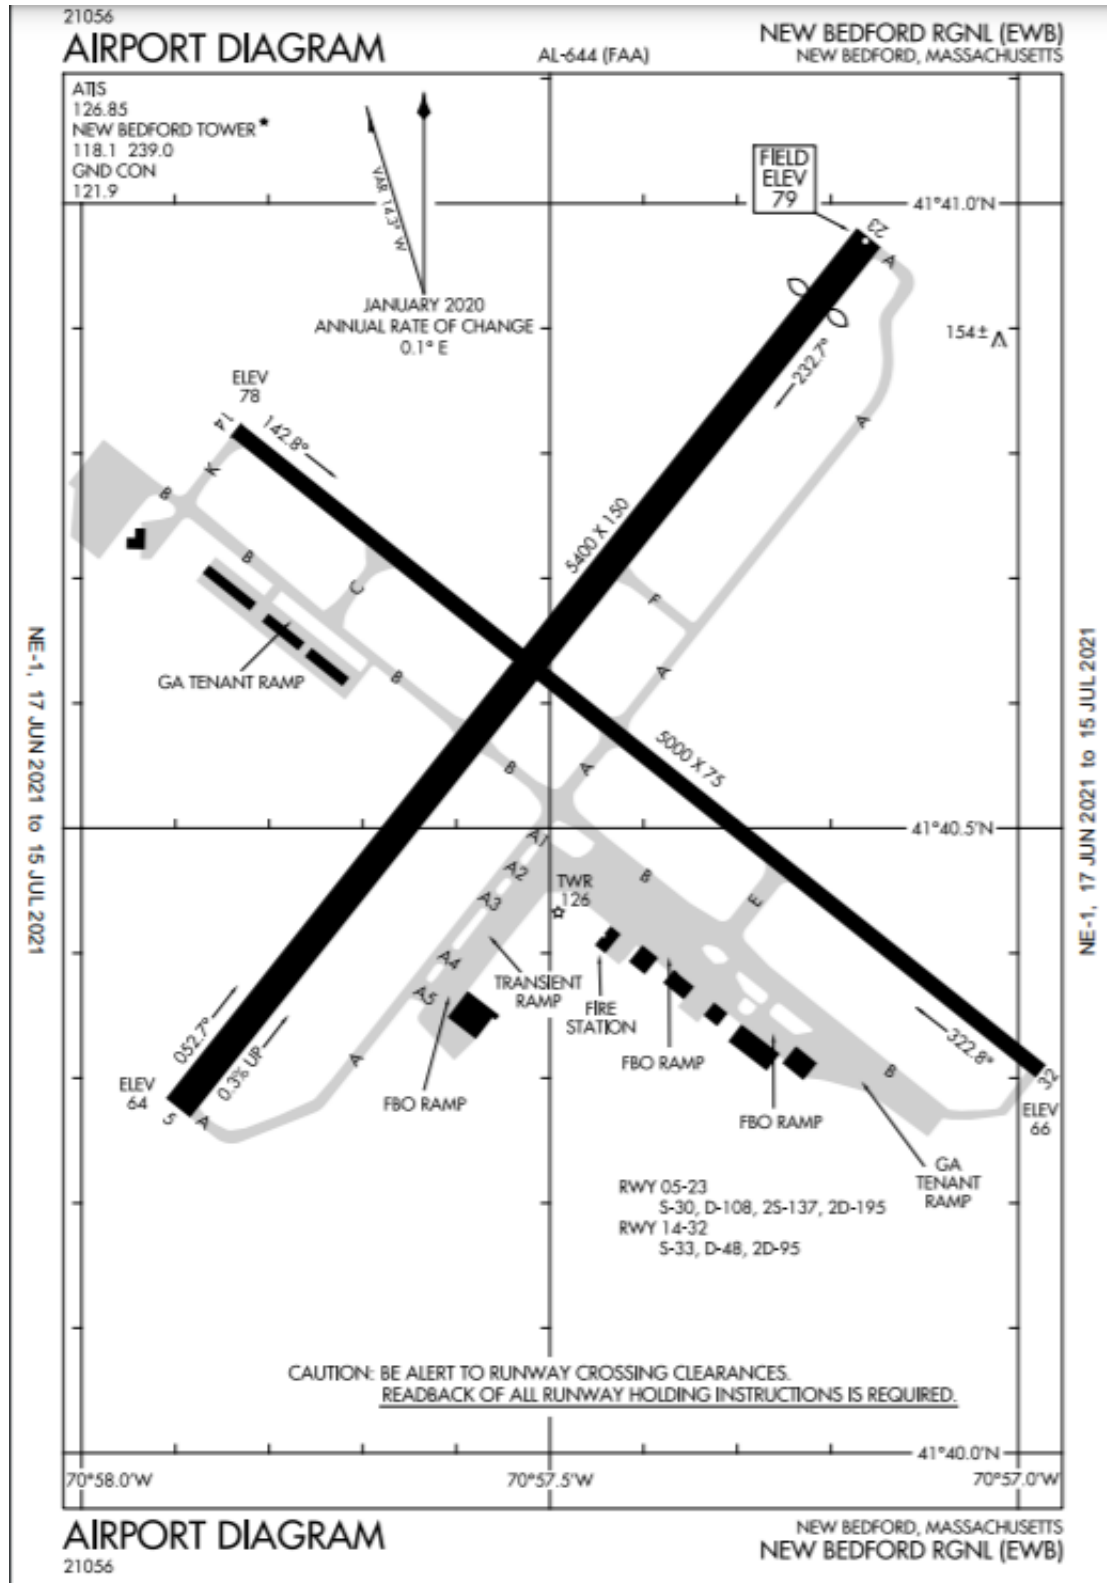 21056
AIRPORT DIAGRAM
AL-644 (FAA)
NEW BEDFORD RGNL (EWB)
NEW BEDFORD, MASSACHUSETTS
ATIS
126.85
NEW BEDFORD TOWER *
118.1 239.0
GND CON
121.9
VAR 14.3° W
JANUARY 2020
ANNUAL RATE OF CHANGE
0.1° E
FIELD
ELEV
79
41°41.0'N
23
A
154±
232.7°
A
ELEV
78
14
142.8°
K
B
B
C
5400 X 150
F
A
GA TENANT RAMP
B
5000 X 75
B
A
41°40.5'N
A1
A2
A3
A4
A5
TWR
126
B
E
TRANSIENT
RAMP
FIRE
STATION
FBO RAMP
FBO RAMP
FBO RAMP
052.7°
0.3% UP
A
ELEV
64
5
A
322.8°
32
B
ELEV
66
GA
TENANT
RAMP
RWY 05-23
S-30, D-108, 2S-137, 2D-195
RWY 14-32
S-33, D-48, 2D-95
CAUTION: BE ALERT TO RUNWAY CROSSING CLEARANCES.
READBACK OF ALL RUNWAY HOLDING INSTRUCTIONS IS REQUIRED.
41°40.0'N
70°58.0'W
70°57.5'W
70°57.0'W
NE-1, 17 JUN 2021 to 15 JUL 2021
NE-1, 17 JUN 2021 to 15 JUL 2021
AIRPORT DIAGRAM
21056
NEW BEDFORD, MASSACHUSETTS
NEW BEDFORD RGNL (EWB)